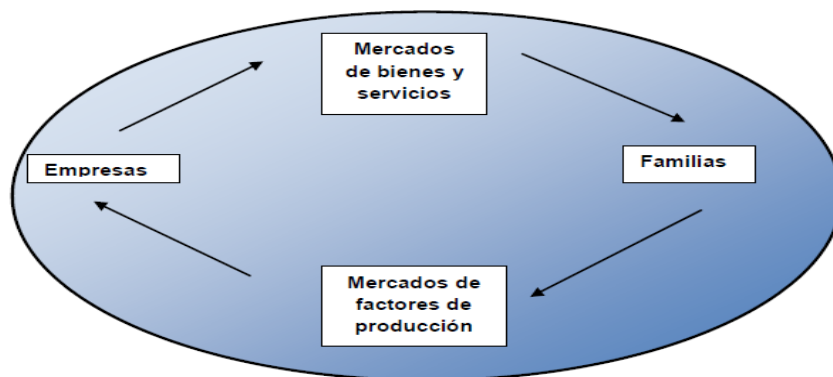 Mercados
de bienes y
servicios
Empresas
Familias
Mercados de
factores de
producción